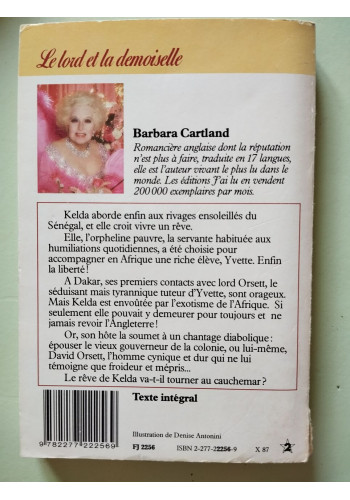 Le lord et la demoiselle
Barbara Cartland
Romancière anglaise dont la réputation
n'est plus à faire, traduite en 17 langues,
elle est l'auteur vivant le plus lu dans le
monde. Les éditions J'ai lu en vendent
200 000 exemplaires par mois.
Kelda aborde enfin aux rivages ensoleillés du
Sénégal, et elle croit vivre un rêve.
Elle, l'orpheline pauvre, la servante habituée aux
humiliations quotidiennes, a été choisie pour
accompagner en Afrique une riche élève, Yvette. Enfin
la liberté!
A Dakar, ses premiers contacts avec lord Orsett, le
séduisant mais tyrannique tuteur d'Yvette, sont orageux.
Mais Kelda est envoûtée par l'exotisme de l'Afrique. Si
seulement elle pouvait y demeurer pour toujours et ne
jamais revoir l'Angleterre!
Or, son hôte la soumet à un chantage diabolique:
épouser le vieux gouverneur de la colonie, ou lui-même,
David Orsett, l'homme cynique et dur qui ne lui
témoigne que froideur et mépris...
Le rêve de Kelda va-t-il tourner au cauchemar?
Texte intégral
Illustration de Denise Antonini
9 782277 222569
FJ 2256
ISBN 2-277-22256-9
X 87
2